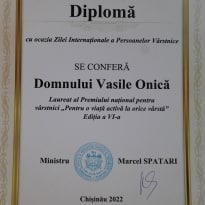 Diplomă
cu ocazia Zilei Internaționale a Persoanelor Vârstnice
SE CONFERĂ
Domnului Vasile Onică
Laureat al Premiului național pentru
vârstnici „Pentru o viață activă la orice vârstă”
Ediția a VI-a
Ministru Marcel SPATARI
Chișinău 2022